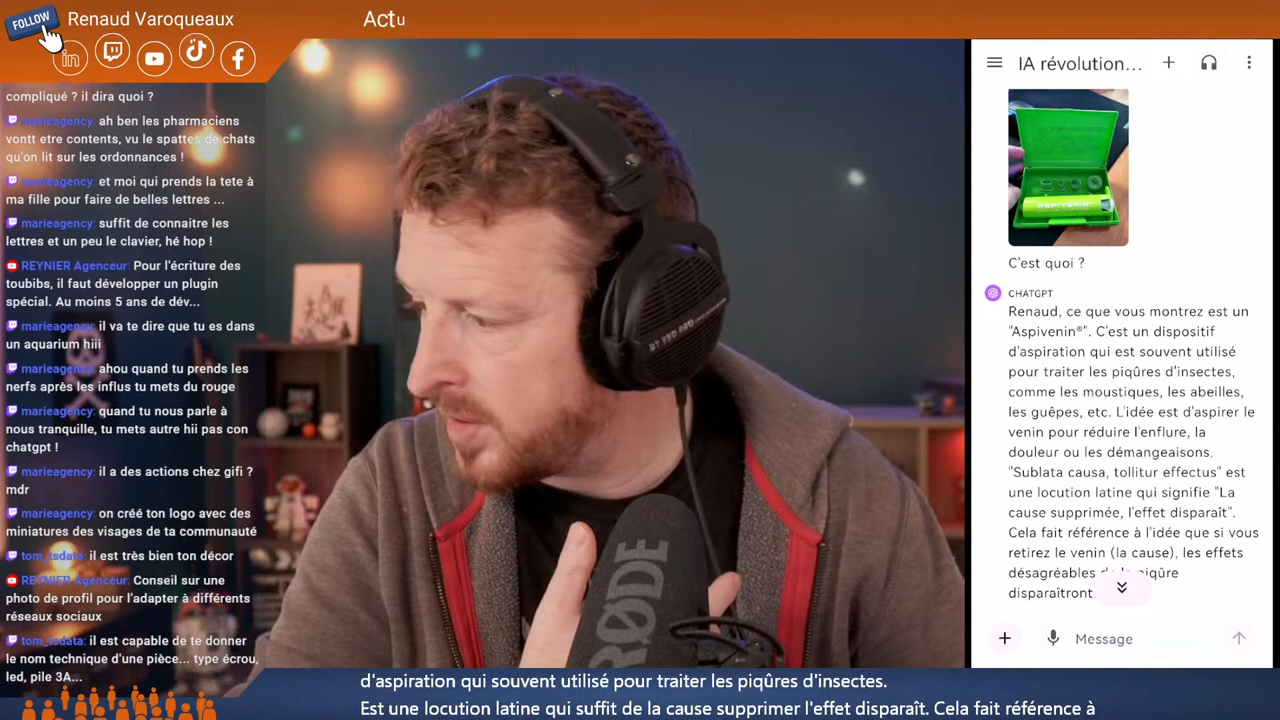 FOLLOW
Renaud Varoqueaux
Actu
compliqué ? il dira quoi ?
marieagency: ah ben les pharmaciens
vontt etre contents, vu le spattes de chats
qu'on lit sur les ordonnances !
marieagency: et moi qui prends la tete à
ma fille pour faire de belles lettres ...
marieagency: suffit de connaitre les
lettres et un peu le clavier, hé hop !
REYNIER Agenceur: Pour l'écriture des
toubibs, il faut développer un plugin
spécial. Au moins 5 ans de dév...
marieagency: il va te dire que tu es dans
un aquarium hiii
marieagency: ahou quand tu prends les
nerfs après les influs tu mets du rouge
marieagency: quand tu nous parle à
nous tranquille, tu mets autre hii pas con
chatgpt !
marieagency: il a des actions chez gifi ?
mdr
marieagency: on créé ton logo avec des
miniatures des visages de ta communauté
tom_tsdata: il est très bien ton décor
REYNIER Agenceur: Conseil sur une
photo de profil pour l'adapter à différents
réseaux sociaux
tom_tsdata: il est capable de te donner
le nom technique d'une pièce... type écrou,
led, pile 3A...
DT 990 PRO
RØDE
IA révolution...
ASPIVENIN
C'est quoi ?
CHATGPT
Renaud, ce que vous montrez est un
"Aspivenin®". C'est un dispositif
d'aspiration qui est souvent utilisé
pour traiter les piqûres d'insectes,
comme les moustiques, les abeilles,
les guêpes, etc. L'idée est d'aspirer le
venin pour réduire l'enflure, la
douleur ou les démangeaisons.
"Sublata causa, tollitur effectus" est
une locution latine qui signifie "La
cause supprimée, l'effet disparaît".
Cela fait référence à l'idée que si vous
retirez le venin (la cause), les effets
désagréables de la piqûre
disparaîtront.
Message
d'aspiration qui souvent utilisé pour traiter les piqûres d'insectes.
Est une locution latine qui suffit de la cause supprimer l'effet disparaît. Cela fait référence à